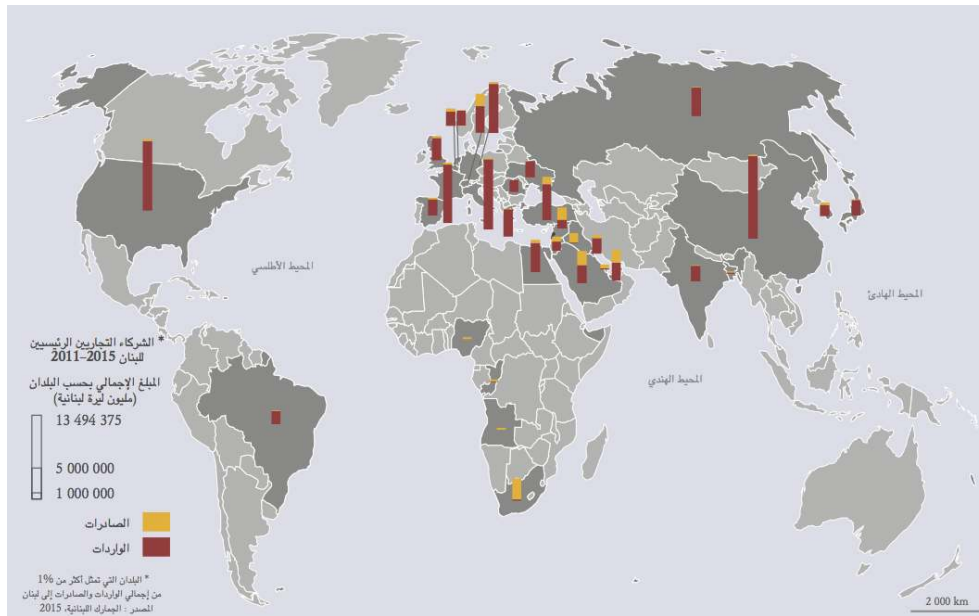 المحيط الأطلسي
المحيط الهادئ
المحيط الهندي
* الشركاء التجاريين الرئيسيين
للبنان 2015–2011
المبلغ الإجمالي بحسب البلدان
(مليون ليرة لبنانية)
13 494 375
5 000 000
1 000 000
الصادرات
الواردات
* البلدان التي تمثل أكثر من 1%
من إجمالي الواردات والصادرات إلى لبنان
المصدر : الجمارك اللبنانية، 2015
2 000 km